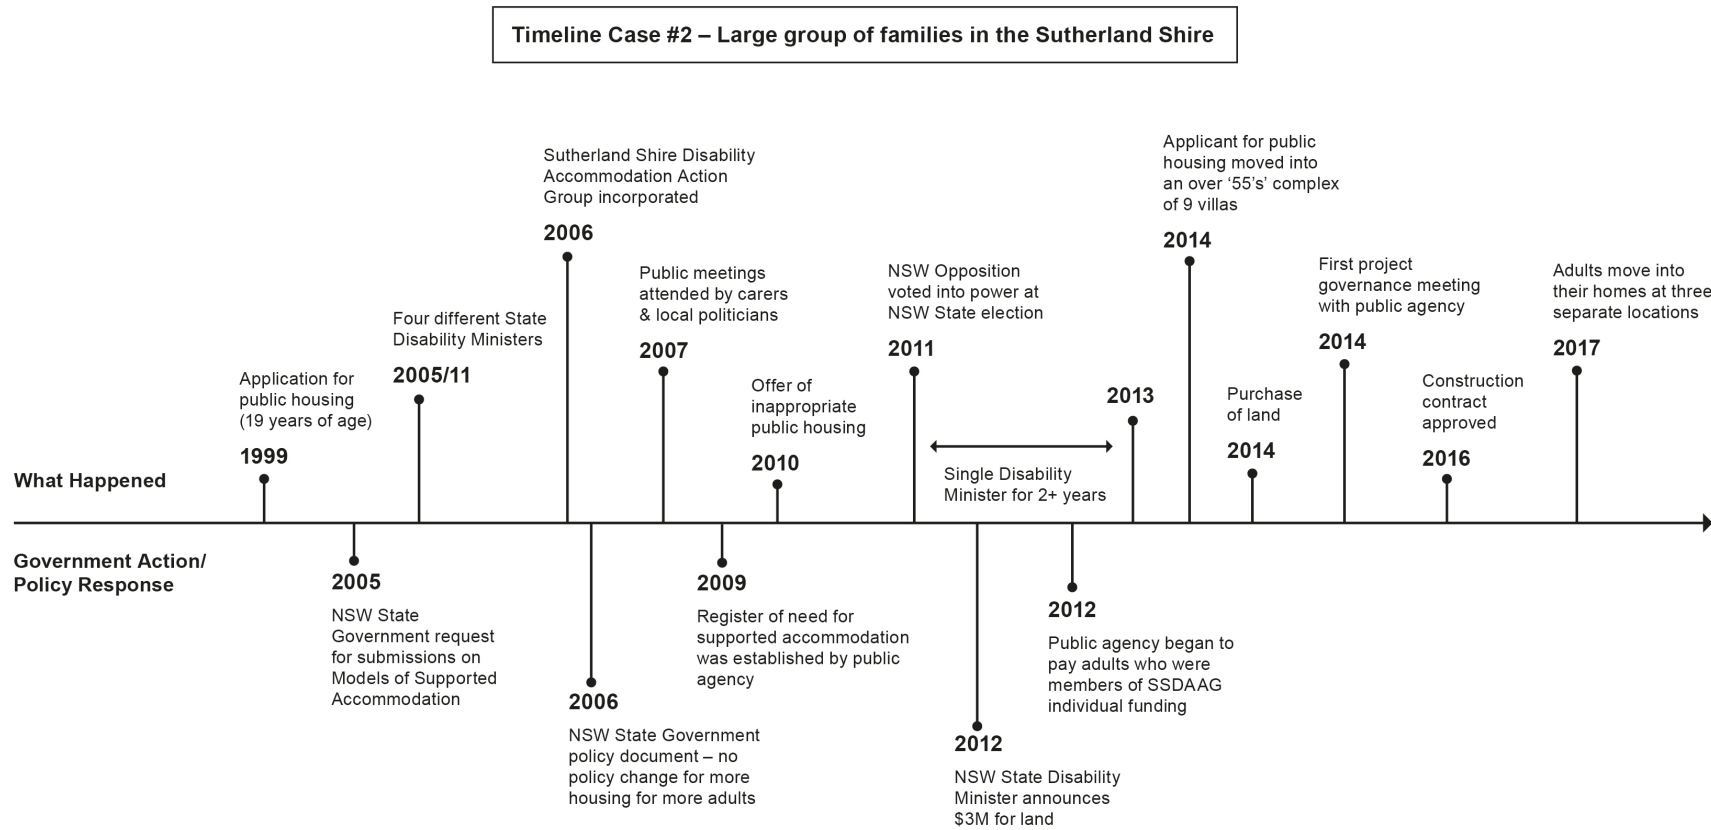 Timeline Case #2 – Large group of families in the Sutherland Shire
What Happened
Application for
public housing
(19 years of age)
1999
Four different State
Disability Ministers
2005/11
Sutherland Shire Disability
Accommodation Action
Group incorporated
2006
Public meetings
attended by carers
& local politicians
2007
Offer of
inappropriate
public housing
2010
NSW Opposition
voted into power at
NSW State election
2011
Single Disability
Minister for 2+ years
2013
Applicant for public
housing moved into
an over ‘55’s’ complex
of 9 villas
2014
Purchase
of land
2014
First project
governance meeting
with public agency
2014
Construction
contract
approved
2016
Adults move into
their homes at three
separate locations
2017
Government Action/
Policy Response
2005
NSW State
Government request
for submissions on
Models of Supported
Accommodation
2006
NSW State Government
policy document – no
policy change for more
housing for more adults
2009
Register of need for
supported accommodation
was established by public
agency
2012
NSW State Disability
Minister announces
$3M for land
2012
Public agency began to
pay adults who were
members of SSDAAG
individual funding